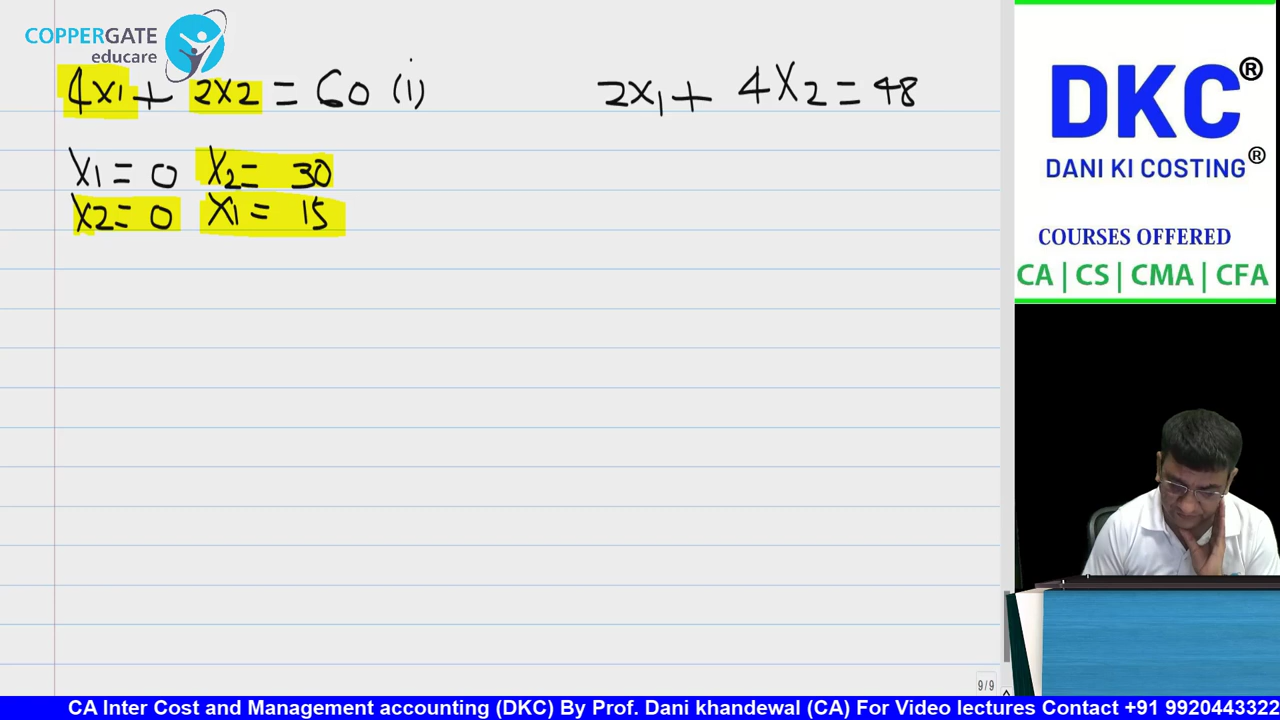 COPPERGATE
educare
4x1 + 2x2 = 60 (i)
2x1 + 4x2 = 48
x1 = 0 x2 = 30
x2 = 0 x1 = 15
DKC®
DANI KI COSTING®
COURSES OFFERED
CA | CS | CMA | CFA
9/9
CA Inter Cost and Management accounting (DKC) By Prof. Dani khandewal (CA) For Video lectures Contact +91 9920443322